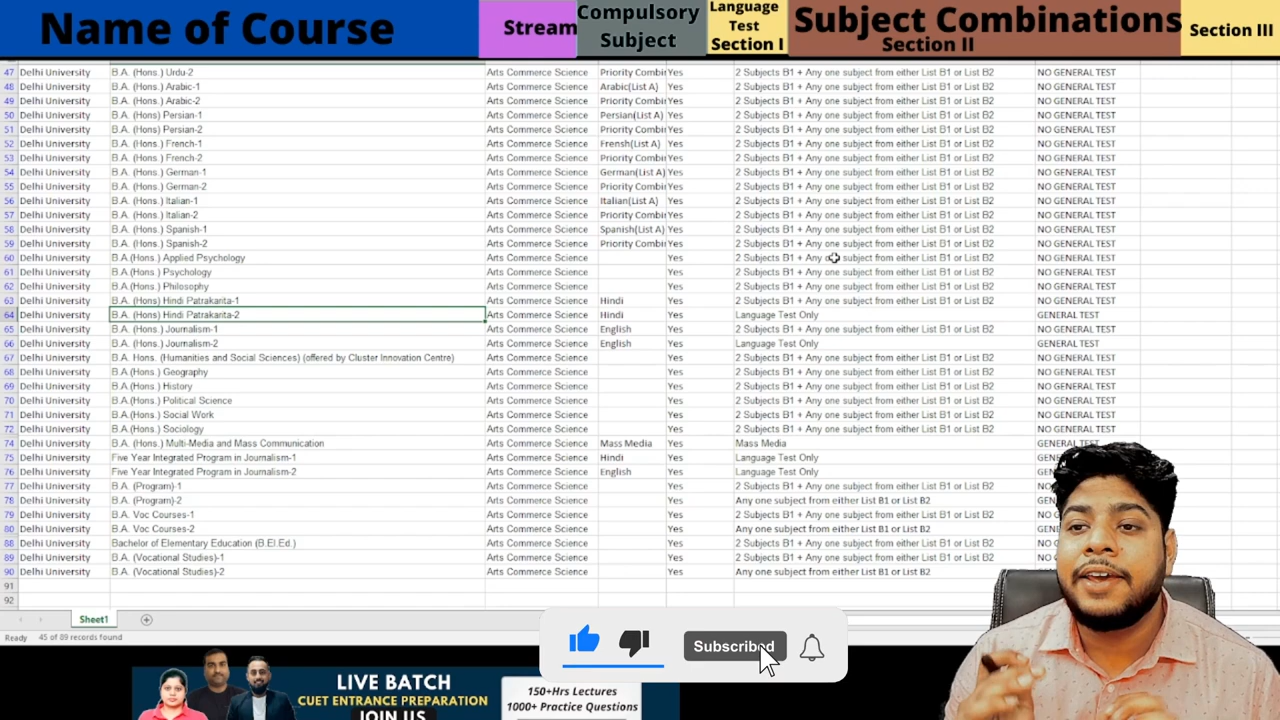 Name of Course Stream Compulsory Subject Language Test Section I Subject Combinations Section II Section III
47 Delhi University B.A. (Hons.) Urdu-2 Arts Commerce Science Priority Combi Yes 2 Subjects B1 + Any one subject from either List B1 or List B2 NO GENERAL TEST
48 Delhi University B.A. (Hons.) Arabic-1 Arts Commerce Science Arabic(List A) Yes 2 Subjects B1 + Any one subject from either List B1 or List B2 NO GENERAL TEST
49 Delhi University B.A. (Hons.) Arabic-2 Arts Commerce Science Priority Combi Yes 2 Subjects B1 + Any one subject from either List B1 or List B2 NO GENERAL TEST
50 Delhi University B.A. (Hons) Persian-1 Arts Commerce Science Persian(List A) Yes 2 Subjects B1 + Any one subject from either List B1 or List B2 NO GENERAL TEST
51 Delhi University B.A. (Hons) Persian-2 Arts Commerce Science Priority Combi Yes 2 Subjects B1 + Any one subject from either List B1 or List B2 NO GENERAL TEST
52 Delhi University B.A. (Hons.) French-1 Arts Commerce Science Frensh(List A) Yes 2 Subjects B1 + Any one subject from either List B1 or List B2 NO GENERAL TEST
53 Delhi University B.A. (Hons.) French-2 Arts Commerce Science Priority Combi Yes 2 Subjects B1 + Any one subject from either List B1 or List B2 NO GENERAL TEST
54 Delhi University B.A. (Hons.) German-1 Arts Commerce Science German(List A) Yes 2 Subjects B1 + Any one subject from either List B1 or List B2 NO GENERAL TEST
55 Delhi University B.A. (Hons.) German-2 Arts Commerce Science Priority Combi Yes 2 Subjects B1 + Any one subject from either List B1 or List B2 NO GENERAL TEST
56 Delhi University B.A. (Hons.) Italian-1 Arts Commerce Science Italian(List A) Yes 2 Subjects B1 + Any one subject from either List B1 or List B2 NO GENERAL TEST
57 Delhi University B.A. (Hons.) Italian-2 Arts Commerce Science Priority Combi Yes 2 Subjects B1 + Any one subject from either List B1 or List B2 NO GENERAL TEST
58 Delhi University B.A. (Hons.) Spanish-1 Arts Commerce Science Spanish(List A) Yes 2 Subjects B1 + Any one subject from either List B1 or List B2 NO GENERAL TEST
59 Delhi University B.A. (Hons.) Spanish-2 Arts Commerce Science Priority Combi Yes 2 Subjects B1 + Any one subject from either List B1 or List B2 NO GENERAL TEST
60 Delhi University B.A.(Hons.) Applied Psychology Arts Commerce Science Yes 2 Subjects B1 + Any one subject from either List B1 or List B2 NO GENERAL TEST
61 Delhi University B.A. (Hons ) Psychology Arts Commerce Science Yes 2 Subjects B1 + Any one subject from either List B1 or List B2 NO GENERAL TEST
62 Delhi University B.A.(Hons ) Philosophy Arts Commerce Science Yes 2 Subjects B1 + Any one subject from either List B1 or List B2 NO GENERAL TEST
63 Delhi University B.A. (Hons) Hindi Patrakarita-1 Arts Commerce Science Hindi Yes 2 Subjects B1 + Any one subject from either List B1 or List B2 NO GENERAL TEST
64 Delhi University B.A. (Hons) Hindi Patrakarita-2 Arts Commerce Science Hindi Yes Language Test Only GENERAL TEST
65 Delhi University B.A. (Hons.) Journalism-1 Arts Commerce Science English Yes 2 Subjects B1 + Any one subject from either List B1 or List B2 NO GENERAL TEST
66 Delhi University B.A. (Hons.) Journalism-2 Arts Commerce Science English Yes Language Test Only GENERAL TEST
67 Delhi University B.A. Hons. (Humanities and Social Sciences) (offered by Cluster Innovation Centre) Arts Commerce Science Yes 2 Subjects B1 + Any one subject from either List B1 or List B2 NO GENERAL TEST
68 Delhi University B.A.(Hons ) Geography Arts Commerce Science Yes 2 Subjects B1 + Any one subject from either List B1 or List B2 NO GENERAL TEST
69 Delhi University B.A. (Hons ) History Arts Commerce Science Yes 2 Subjects B1 + Any one subject from either List B1 or List B2 NO GENERAL TEST
70 Delhi University B.A.(Hons.) Political Science Arts Commerce Science Yes 2 Subjects B1 + Any one subject from either List B1 or List B2 NO GENERAL TEST
71 Delhi University B.A.(Hons.) Social Work Arts Commerce Science Yes 2 Subjects B1 + Any one subject from either List B1 or List B2 NO GENERAL TEST
72 Delhi University B.A.(Hons.) Sociology Arts Commerce Science Yes 2 Subjects B1 + Any one subject from either List B1 or List B2 NO GENERAL TEST
74 Delhi University B.A. (Hons.) Multi-Media and Mass Communication Arts Commerce Science Mass Media Yes Mass Media GENERAL TEST
75 Delhi University Five Year Integrated Program in Journalism-1 Arts Commerce Science Hindi Yes Language Test Only GENE
76 Delhi University Five Year Integrated Program in Journalism-2 Arts Commerce Science English Yes Language Test Only GEN
77 Delhi University B.A. (Program)-1 Arts Commerce Science Yes 2 Subjects B1 + Any one subject from either List B1 or List B2 NO
78 Delhi University B.A. (Program)-2 Arts Commerce Science Yes Any one subject from either List B1 or List B2 GEN
79 Delhi University B.A. Voc Courses-1 Arts Commerce Science Yes 2 Subjects B1 + Any one subject from either List B1 or List B2 NO
80 Delhi University B.A. Voc Courses-2 Arts Commerce Science Yes Any one subject from either List B1 or List B2 GENE
88 Delhi University Bachelor of Elementary Education (B.El.Ed.) Arts Commerce Science Yes 2 Subjects B1 + Any one subject from either List B1 or List B2 NO
89 Delhi University B.A. (Vocational Studies)-1 Arts Commerce Science Yes 2 Subjects B1 + Any one subject from either List B1 or List B2 NO
90 Delhi University B.A. (Vocational Studies)-2 Arts Commerce Science Yes Any one subject from either List B1 or List B2
91
92
Sheet1
Ready 45 of 89 records found
Subscribed
LIVE BATCH
CUET ENTRANCE PREPARATION
JOIN US
150+Hrs Lectures
1000+ Practice Questions